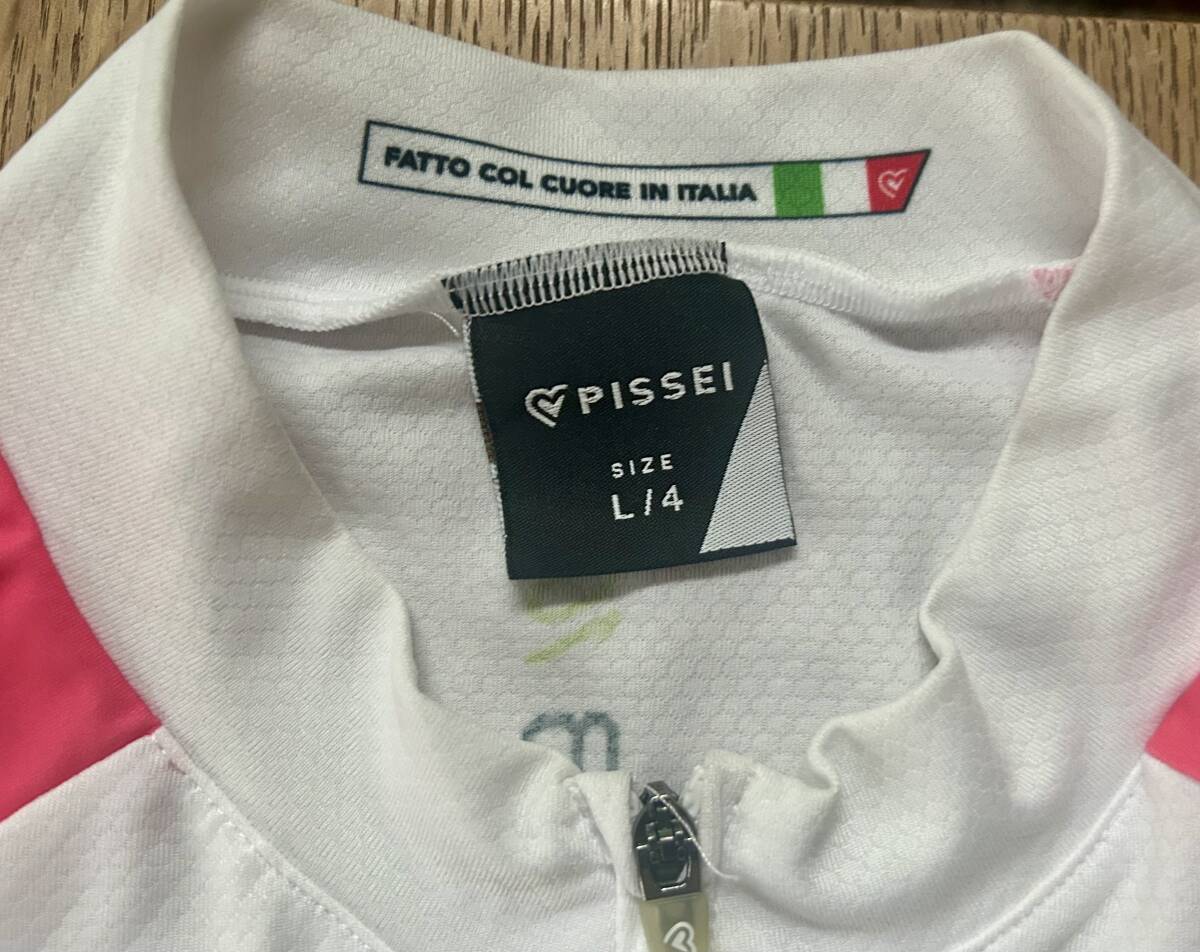 FATTO COL CUORE IN ITALIA
PISSEI
SIZE
L/4